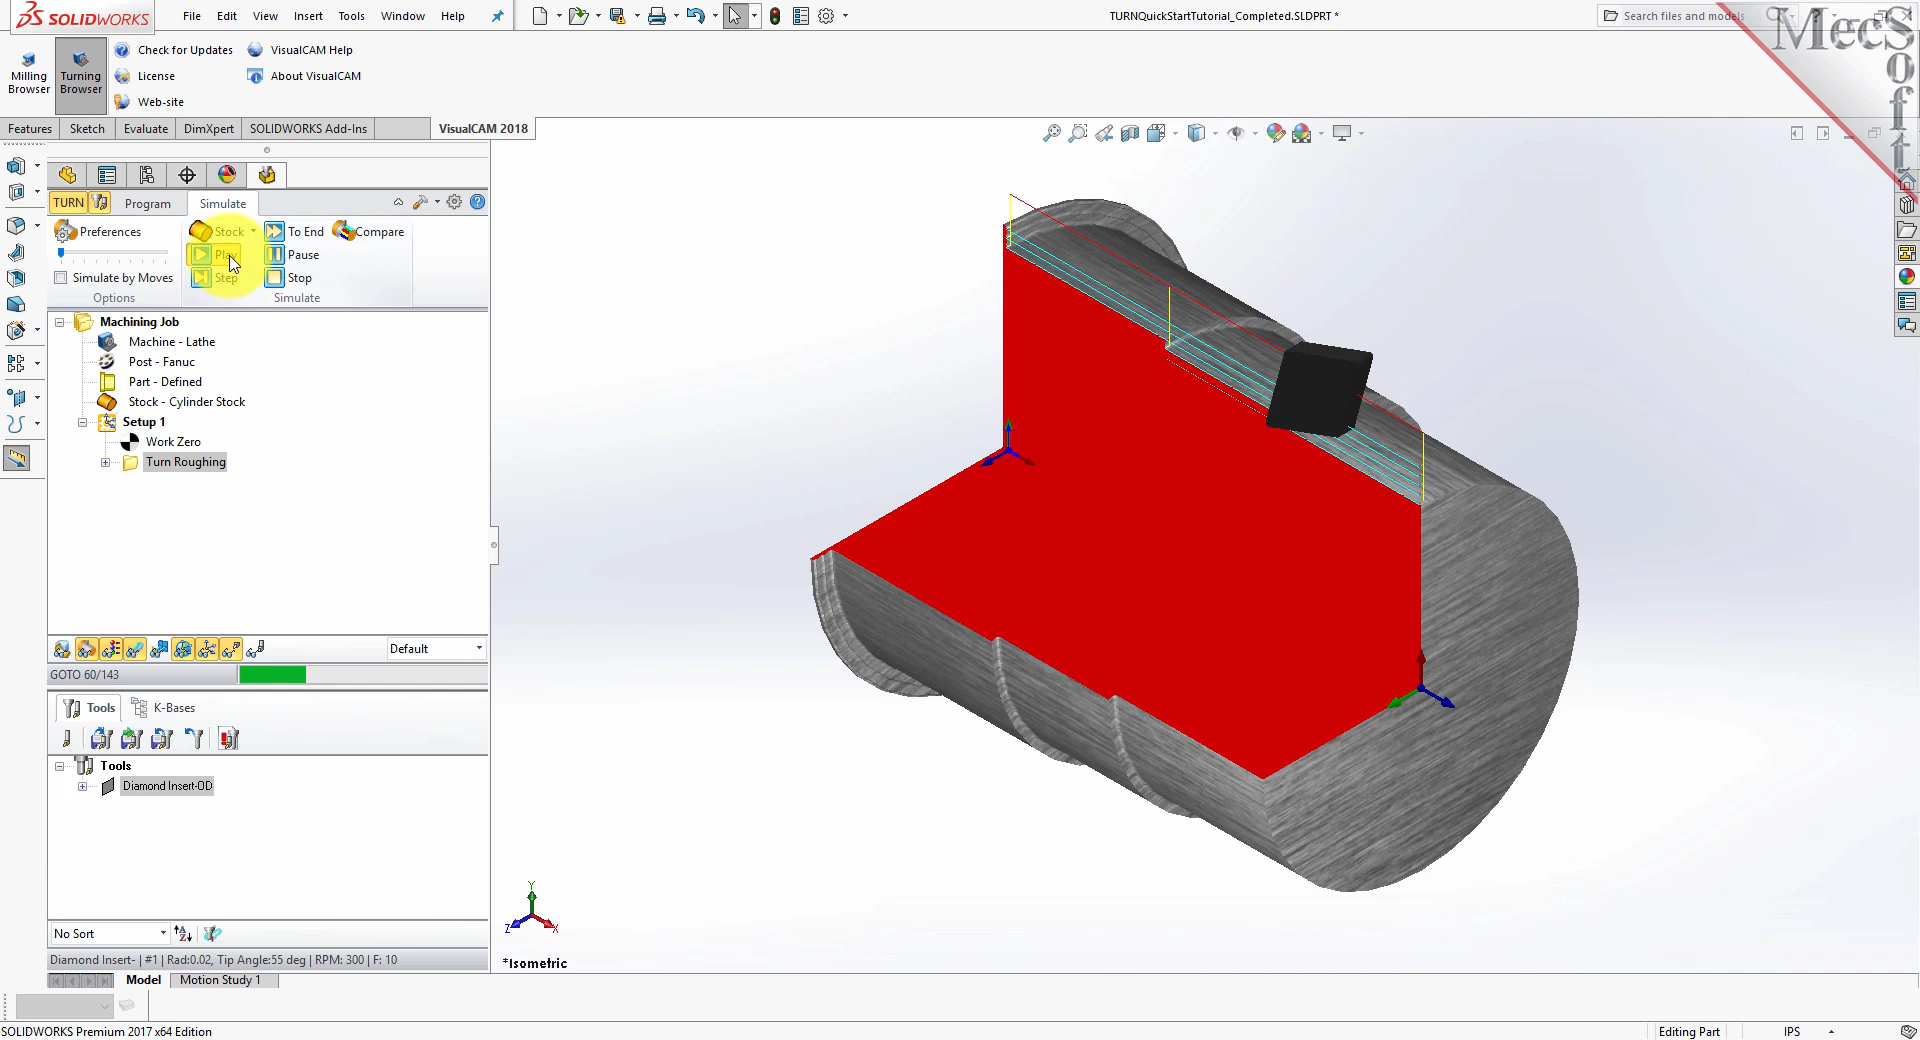 SOLIDWORKS
File Edit View Insert Tools Window Help
TURNQuickStartTutorial_Completed.SLDPRT *
Search files and models
MecSoft
Milling Browser
Turning Browser
Check for Updates
VisualCAM Help
License
About VisualCAM
Web-site
Features Sketch Evaluate DimXpert SOLIDWORKS Add-Ins VisualCAM 2018
TURN Program Simulate
Preferences Stock To End Compare
Play Pause
Simulate by Moves Step Stop
Options Simulate
Machining Job
Machine - Lathe
Post - Fanuc
Part - Defined
Stock - Cylinder Stock
Setup 1
Work Zero
Turn Roughing
Default
GOTO 60/143
Tools K-Bases
Tools
Diamond Insert-OD
No Sort
Diamond Insert- | #1 | Rad:0.02, Tip Angle:55 deg | RPM: 300 | F: 10
Y
Z X
*Isometric
Model Motion Study 1
SOLIDWORKS Premium 2017 x64 Edition
Editing Part IPS